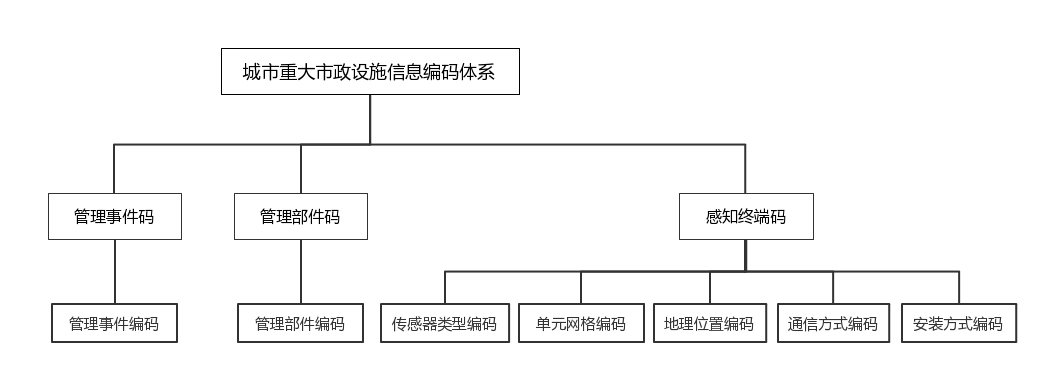 城市重大市政设施信息编码体系
管理事件码
管理部件码
感知终端码
管理事件编码
管理部件编码
传感器类型编码
单元网格编码
地理位置编码
通信方式编码
安装方式编码